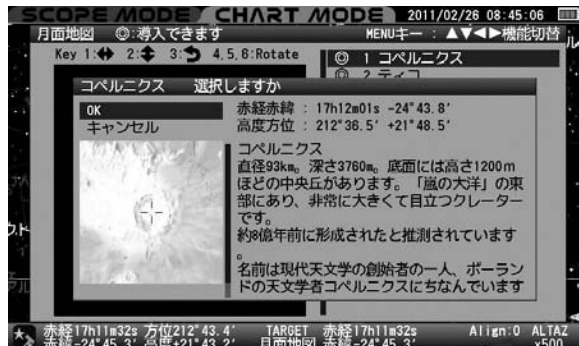 SCOPE MODE CHART MODE 2011/02/26 08:45:06
月面地図 ◎:導入できます MENUキー : ▲▼◀▶機能切替
Key 1:↔ 2:↕ 3:⮌ 4,5,6:Rotate
◎ 1 コペルニクス
◎ 2 ティコ
コペルニクス 選択しますか
OK
キャンセル
赤経赤緯 : 17h12m01s -24°43.8'
高度方位 : 212°36.5' +21°48.5'
コペルニクス
直径93km。深さ3760m。底面には高さ1200m
ほどの中央丘があります。「嵐の大洋」の東
部にあり、非常に大きくて目立つクレーター
です。
約8億年前に形成されたと推測されています
。
名前は現代天文学の創始者の一人、ポーラン
ドの天文学者コペルニクスにちなんでいます
赤経17h11m32s 方位212°43.4' TARGET 赤経17h11m32s Align:0 ALTAZ
赤緯-24°45.3' 高度+21°43.2' 月面地図 赤緯-24°45.3' x500